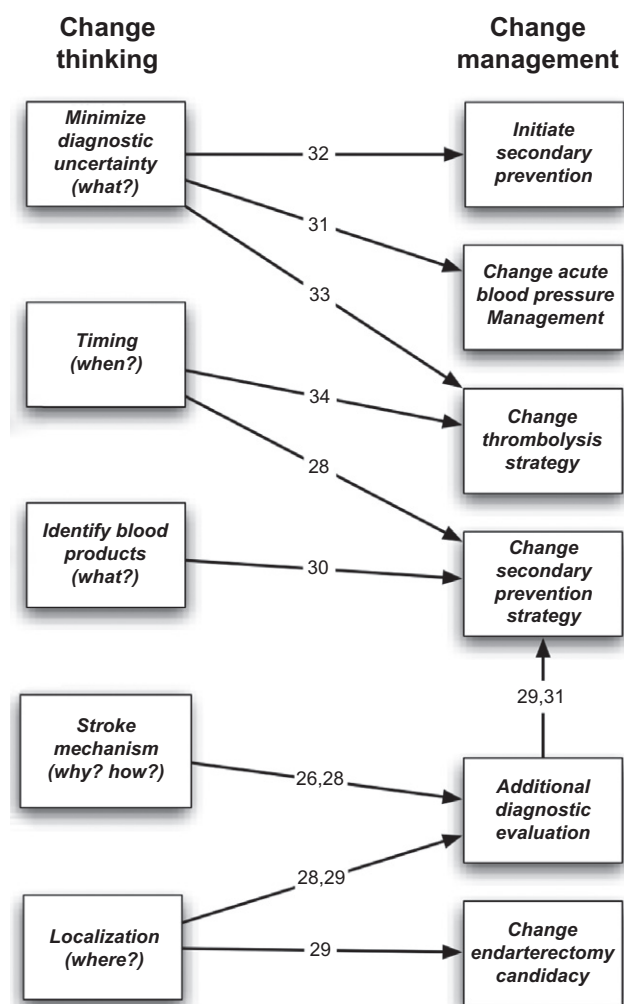 Change
thinking
Change
management
Minimize
diagnostic
uncertainty
(what?)
32
Initiate
secondary
prevention
31
Change acute
blood pressure
Management
33
Timing
(when?)
34
Change
thrombolysis
strategy
28
Identify blood
products
(what?)
30
Change
secondary
prevention
strategy
29,31
Stroke
mechanism
(why? how?)
26,28
Additional
diagnostic
evaluation
28,29
Localization
(where?)
29
Change
endarterectomy
candidacy